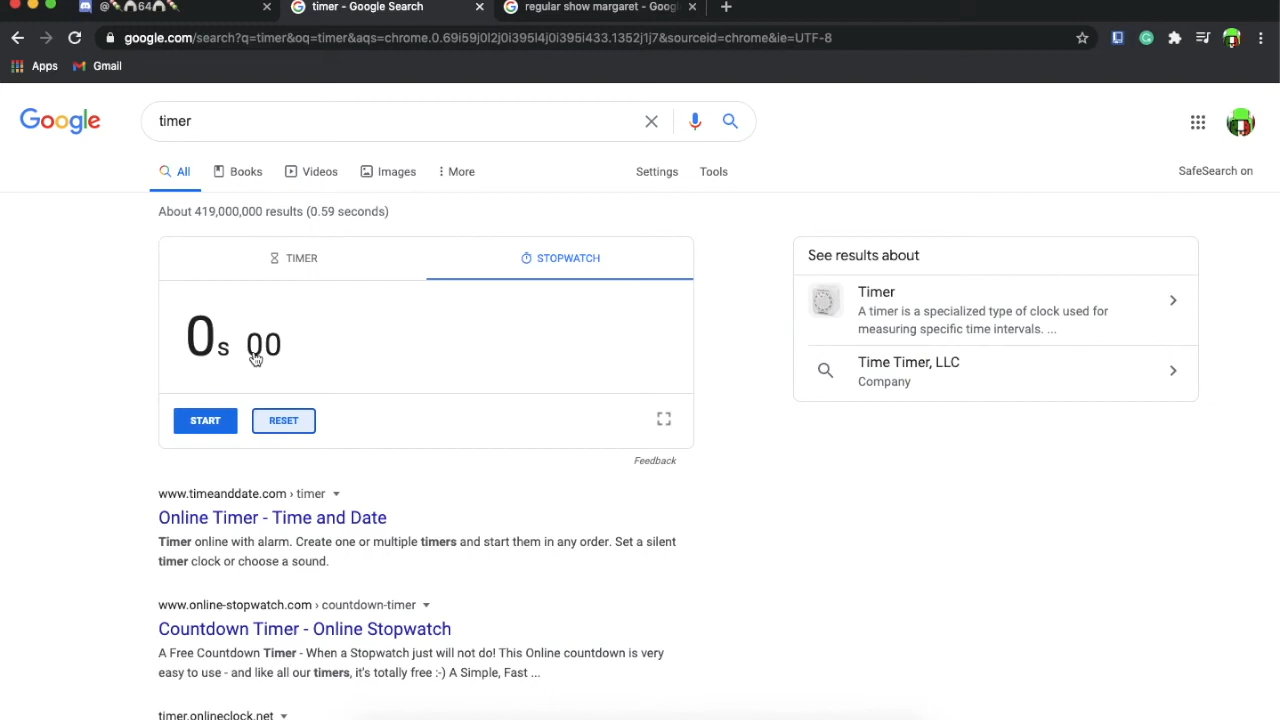 @ 64
timer - Google Search
regular show margaret - Goog
google.com/search?q=timer&oq=timer&aqs=chrome.0.69i59j0l2j0i395l4j0i395i433.1352j1j7&sourceid=chrome&ie=UTF-8
Apps
Gmail
Google
timer
All
Books
Videos
Images
More
Settings
Tools
SafeSearch on
About 419,000,000 results (0.59 seconds)
TIMER
STOPWATCH
0s 00
START
RESET
Feedback
See results about
Timer
A timer is a specialized type of clock used for
measuring specific time intervals. ...
Time Timer, LLC
Company
www.timeanddate.com › timer
Online Timer - Time and Date
Timer online with alarm. Create one or multiple timers and start them in any order. Set a silent
timer clock or choose a sound.
www.online-stopwatch.com › countdown-timer
Countdown Timer - Online Stopwatch
A Free Countdown Timer - When a Stopwatch just will not do! This Online countdown is very
easy to use - and like all our timers, it's totally free :-) A Simple, Fast ...
timer.onlineclock.net